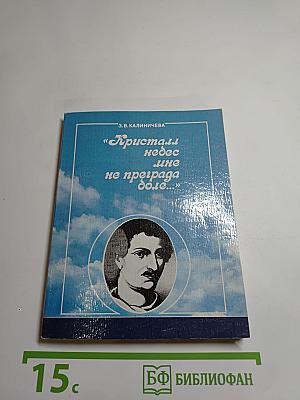 З.В.КАЛИНИЧЕВА
«Кристалл
небес
мне
не преграда
боле...»
15с
БФ БИБЛИОФАН